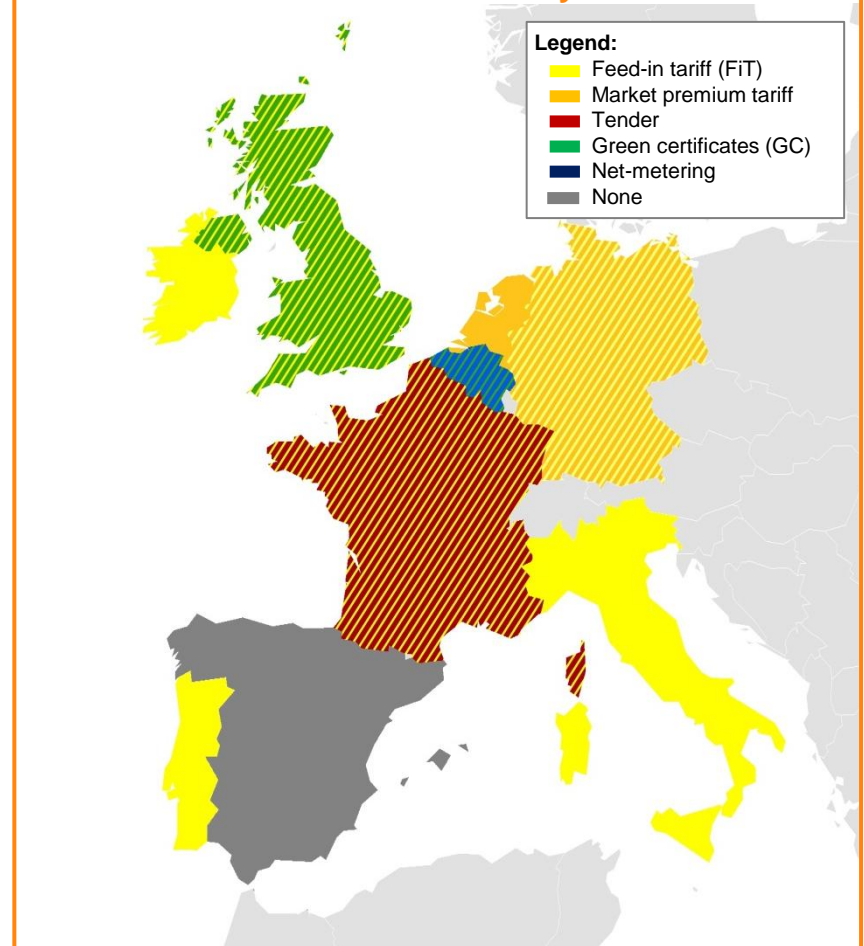 Legend:
Feed-in tariff (FiT)
Market premium tariff
Tender
Green certificates (GC)
Net-metering
None